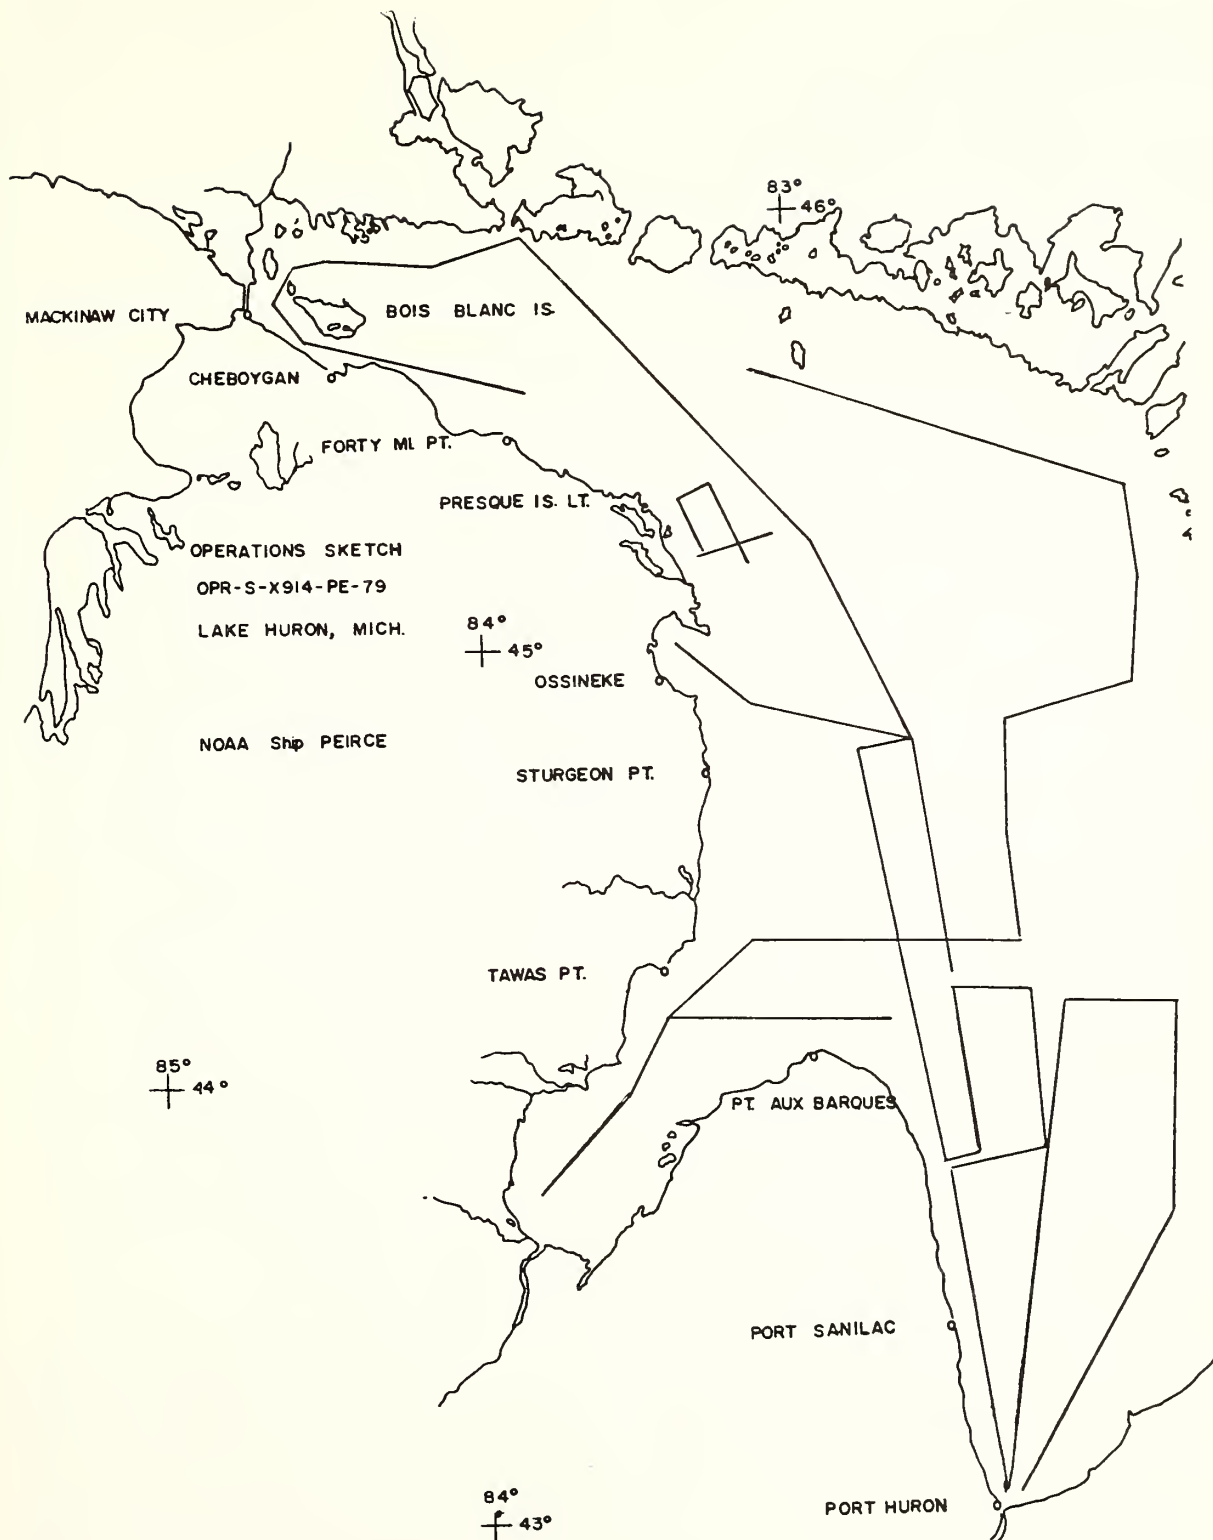 83°
46°
MACKINAW CITY
BOIS BLANC IS.
CHEBOYGAN
FORTY MI. PT.
PRESQUE IS. LT.
OPERATIONS SKETCH
OPR-S-X914-PE-79
LAKE HURON, MICH.
84°
45°
OSSINEKE
NOAA Ship PEIRCE
STURGEON PT.
TAWAS PT.
85°
44°
PT. AUX BARQUES
PORT SANILAC
84°
43°
PORT HURON